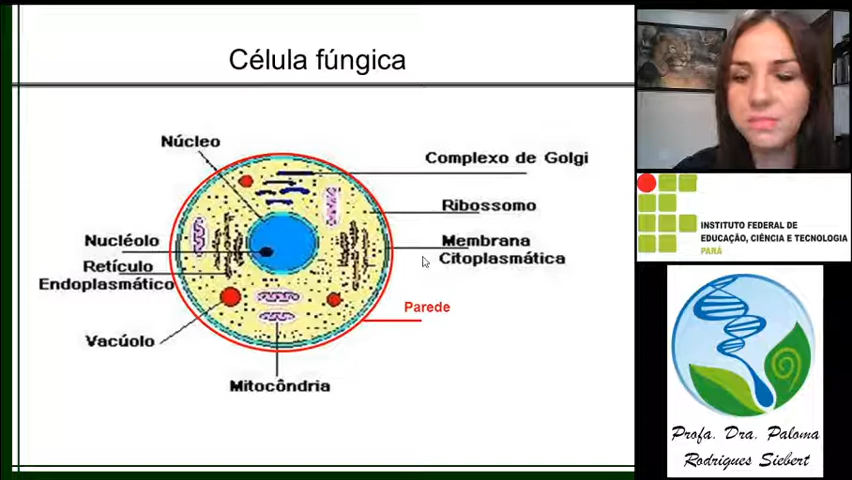 Célula fúngica
Núcleo
Complexo de Golgi
Ribossomo
Nucléolo
Membrana
Citoplasmática
Retículo
Endoplasmático
Parede
Vacúolo
Mitocôndria
INSTITUTO FEDERAL DE
EDUCAÇÃO, CIÊNCIA E TECNOLOGIA
PARÁ
Profa. Dra. Paloma
Rodrigues Siebert